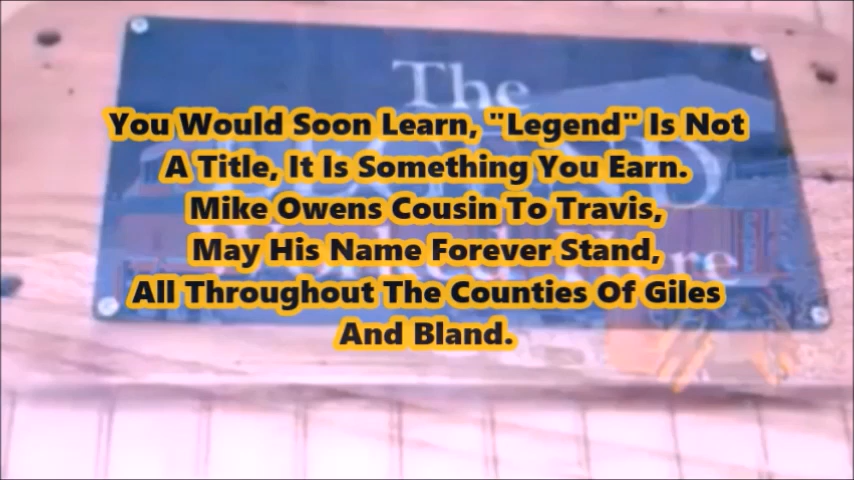 The
You Would Soon Learn, "Legend" Is Not
A Title, It Is Something You Earn.
Mike Owens Cousin To Travis,
May His Name Forever Stand,
All Throughout The Counties Of Giles
And Bland.